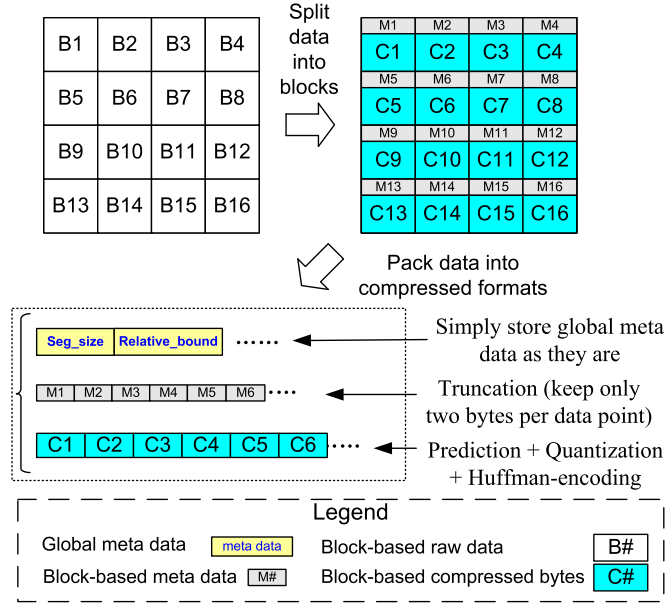 B1 B2 B3 B4
B5 B6 B7 B8
B9 B10 B11 B12
B13 B14 B15 B16
Split
data
into
blocks
M1 M2 M3 M4
C1 C2 C3 C4
M5 M6 M7 M8
C5 C6 C7 C8
M9 M10 M11 M12
C9 C10 C11 C12
M13 M14 M15 M16
C13 C14 C15 C16
Pack data into
compressed formats
Seg_size Relative_bound ......
Simply store global meta
data as they are
M1 M2 M3 M4 M5 M6 ....
Truncation (keep only
two bytes per data point)
C1 C2 C3 C4 C5 C6 .....
Prediction + Quantization
+ Huffman-encoding
Legend
Global meta data meta data
Block-based raw data B#
Block-based meta data M#
Block-based compressed bytes C#